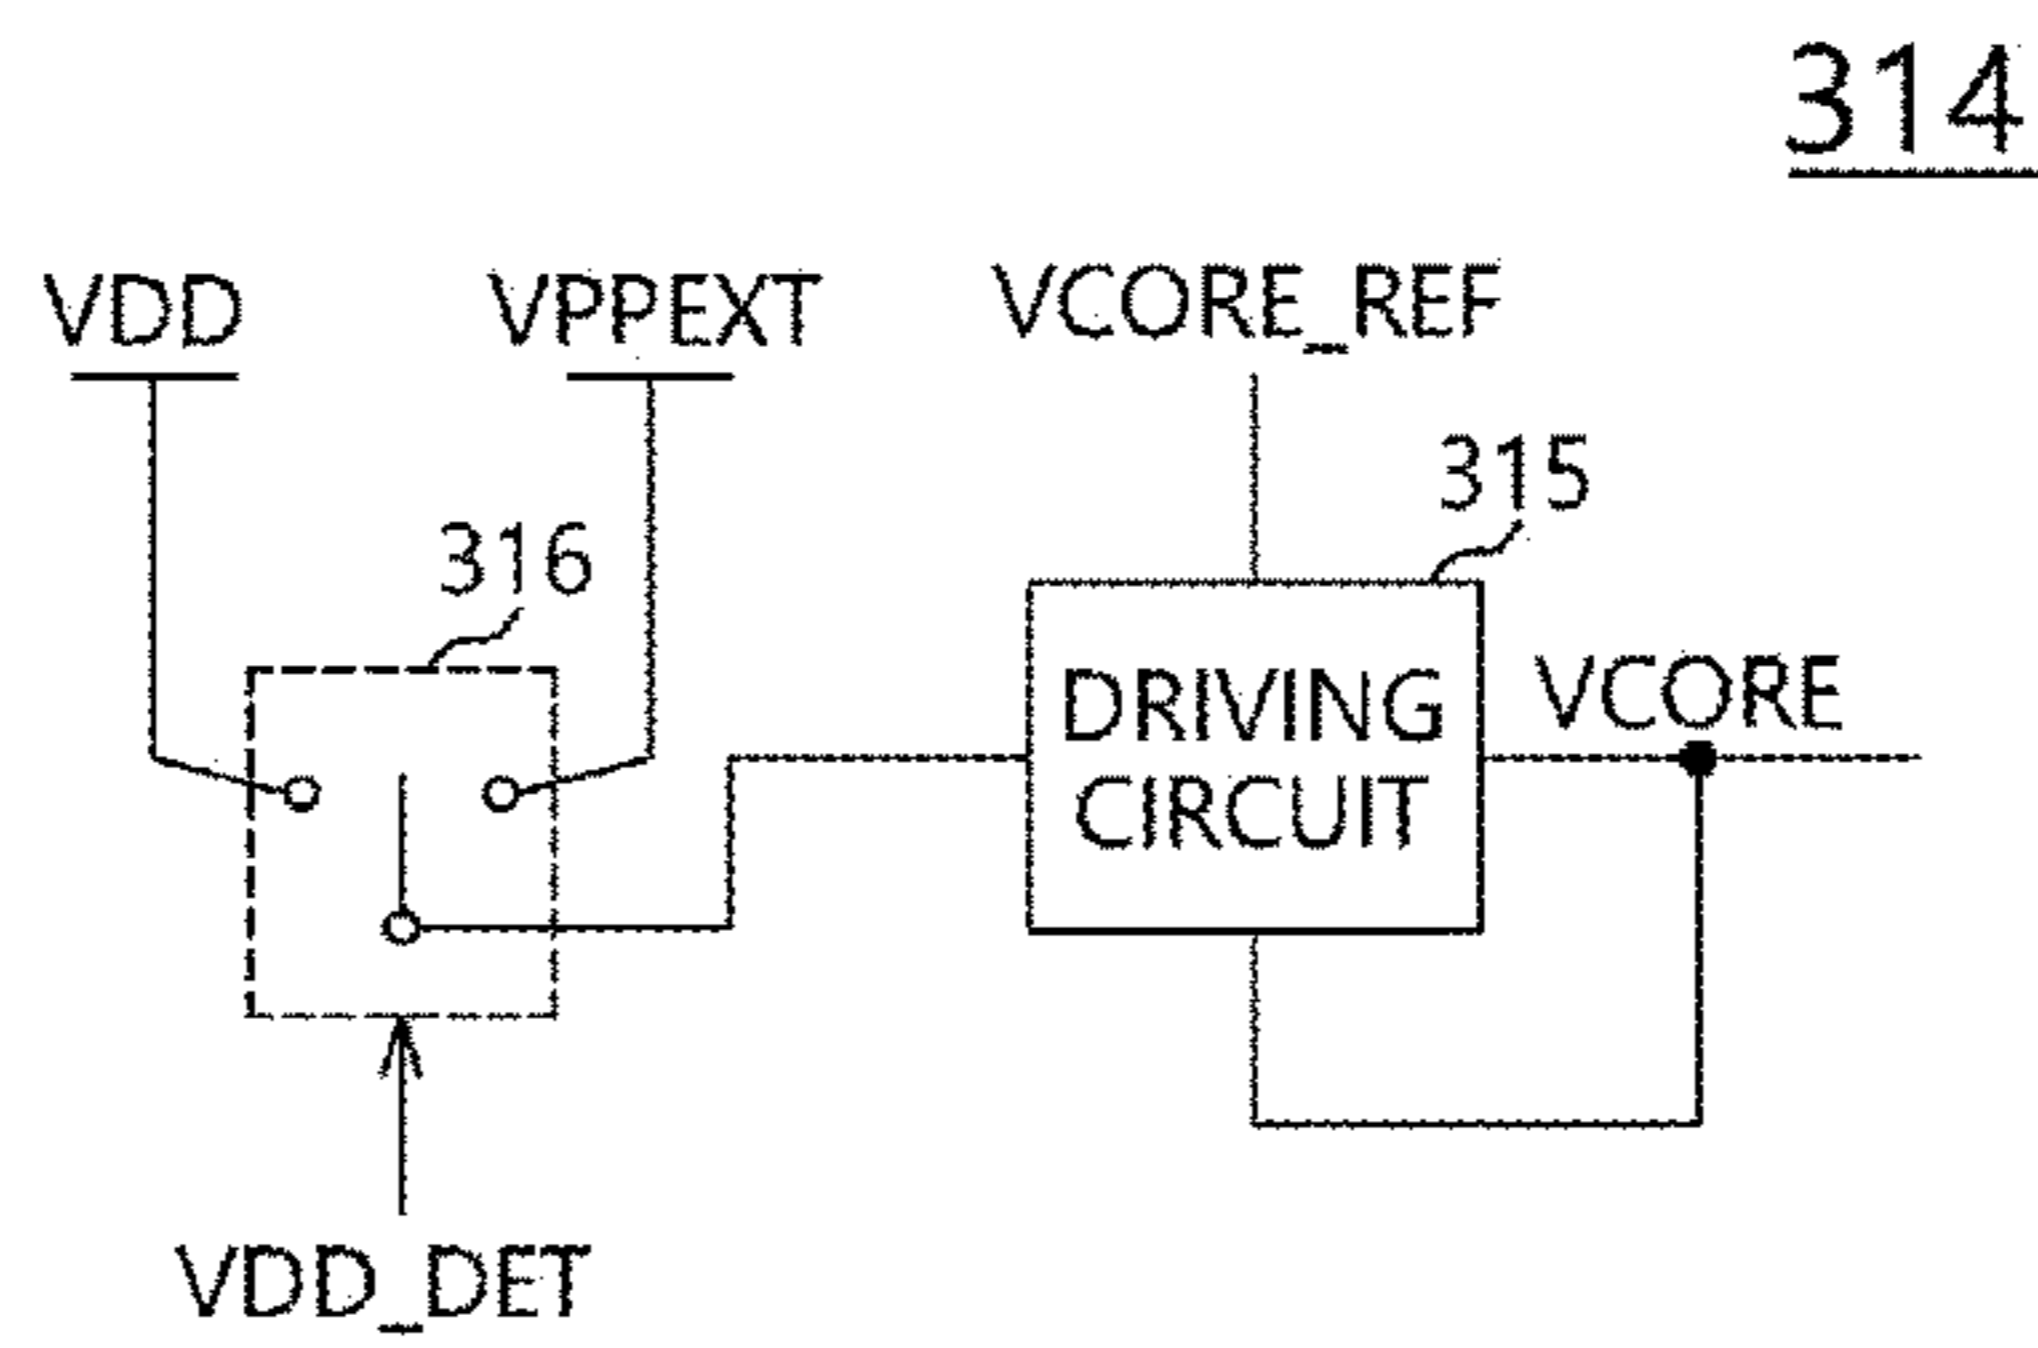 314
VDD
VPPEXT
VCORE_REF
315
316
DRIVING
CIRCUIT
VCORE
VDD_DET